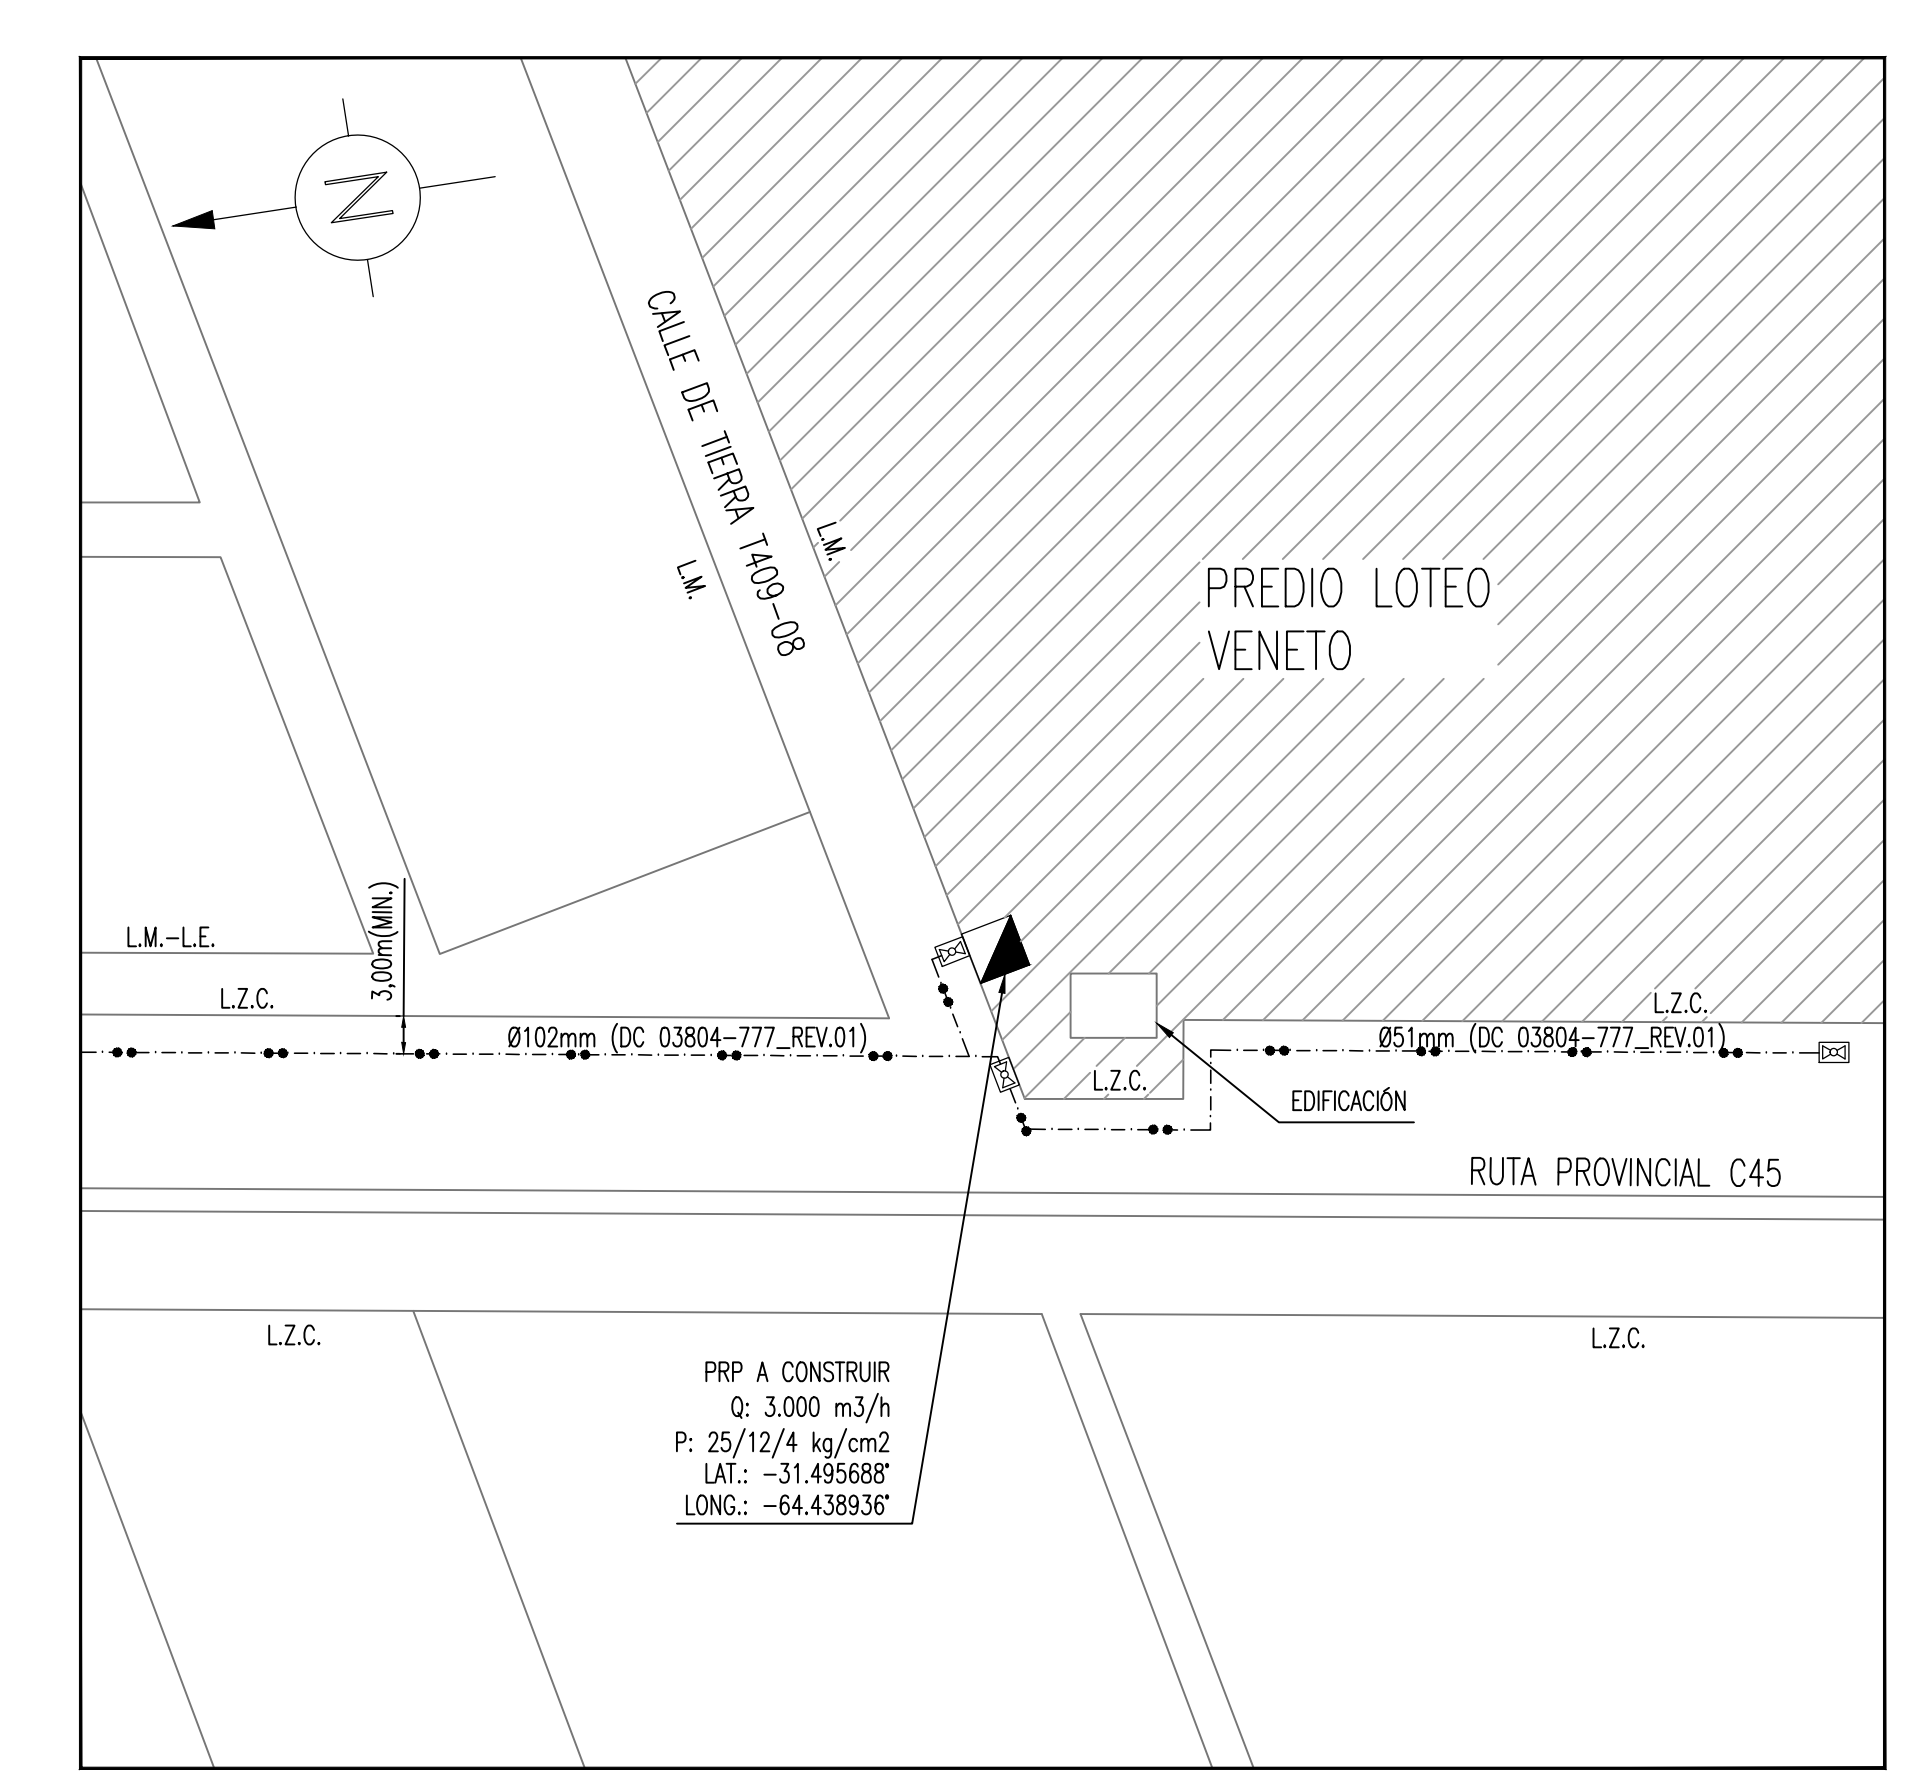 N
CALLE DE TIERRA T409-08
L.M.
L.M.
PREDIO LOTEO
VENETO
L.M.-L.E.
3,00m(MIN.)
L.Z.C.
L.Z.C.
Ø102mm (DC 03804-777_REV.01)
Ø51mm (DC 03804-777_REV.01)
L.Z.C.
EDIFICACIÓN
RUTA PROVINCIAL C45
L.Z.C.
L.Z.C.
PRP A CONSTRUIR
Q: 3.000 m3/h
P: 25/12/4 kg/cm2
LAT.: -31.495688°
LONG.: -64.438936°